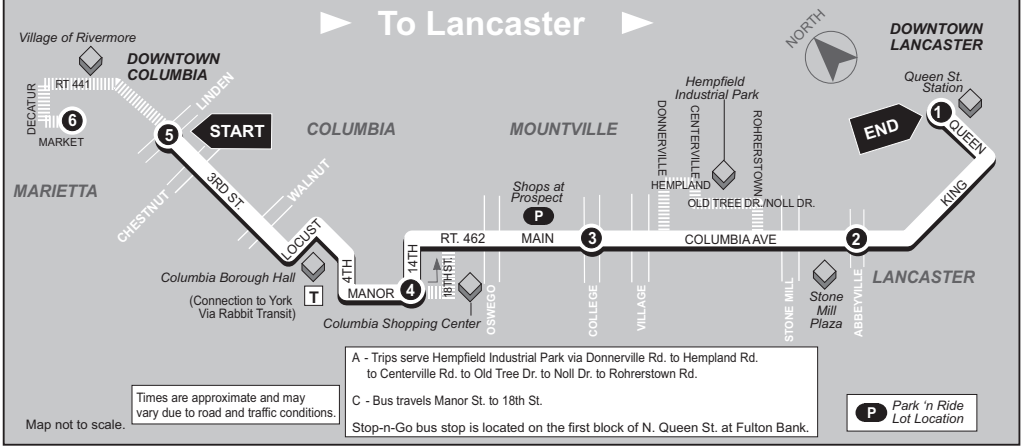 To Lancaster
NORTH
Village of Rivermore
DOWNTOWN
COLUMBIA
DOWNTOWN
LANCASTER
Queen St.
Station
RT 441
DECATUR
6
MARKET
MARIETTA
LINDEN
5
START
COLUMBIA
MOUNTVILLE
Hempfield
Industrial Park
END
1
QUEEN
KING
CHESTNUT
3RD ST.
WALNUT
LOCUST
4TH
MANOR
4
14TH
18TH ST.
RT. 462
MAIN
Shops at
Prospect
P
3
DONNERVILLE
CENTERVILLE
ROHRERSTOWN
HEMPLAND
OLD TREE DR./NOLL DR.
COLUMBIA AVE
2
LANCASTER
Columbia Borough Hall
T
(Connection to York
Via Rabbit Transit)
Columbia Shopping Center
OSWEGO
COLLEGE
VILLAGE
STONE MILL
Stone
Mill
Plaza
ABBEYVILLE
A - Trips serve Hempfield Industrial Park via Donnerville Rd. to Hempland Rd.
to Centerville Rd. to Old Tree Dr. to Noll Dr. to Rohrerstown Rd.
C - Bus travels Manor St. to 18th St.
Stop-n-Go bus stop is located on the first block of N. Queen St. at Fulton Bank.
Times are approximate and may
vary due to road and traffic conditions.
Map not to scale.
P
Park 'n Ride
Lot Location